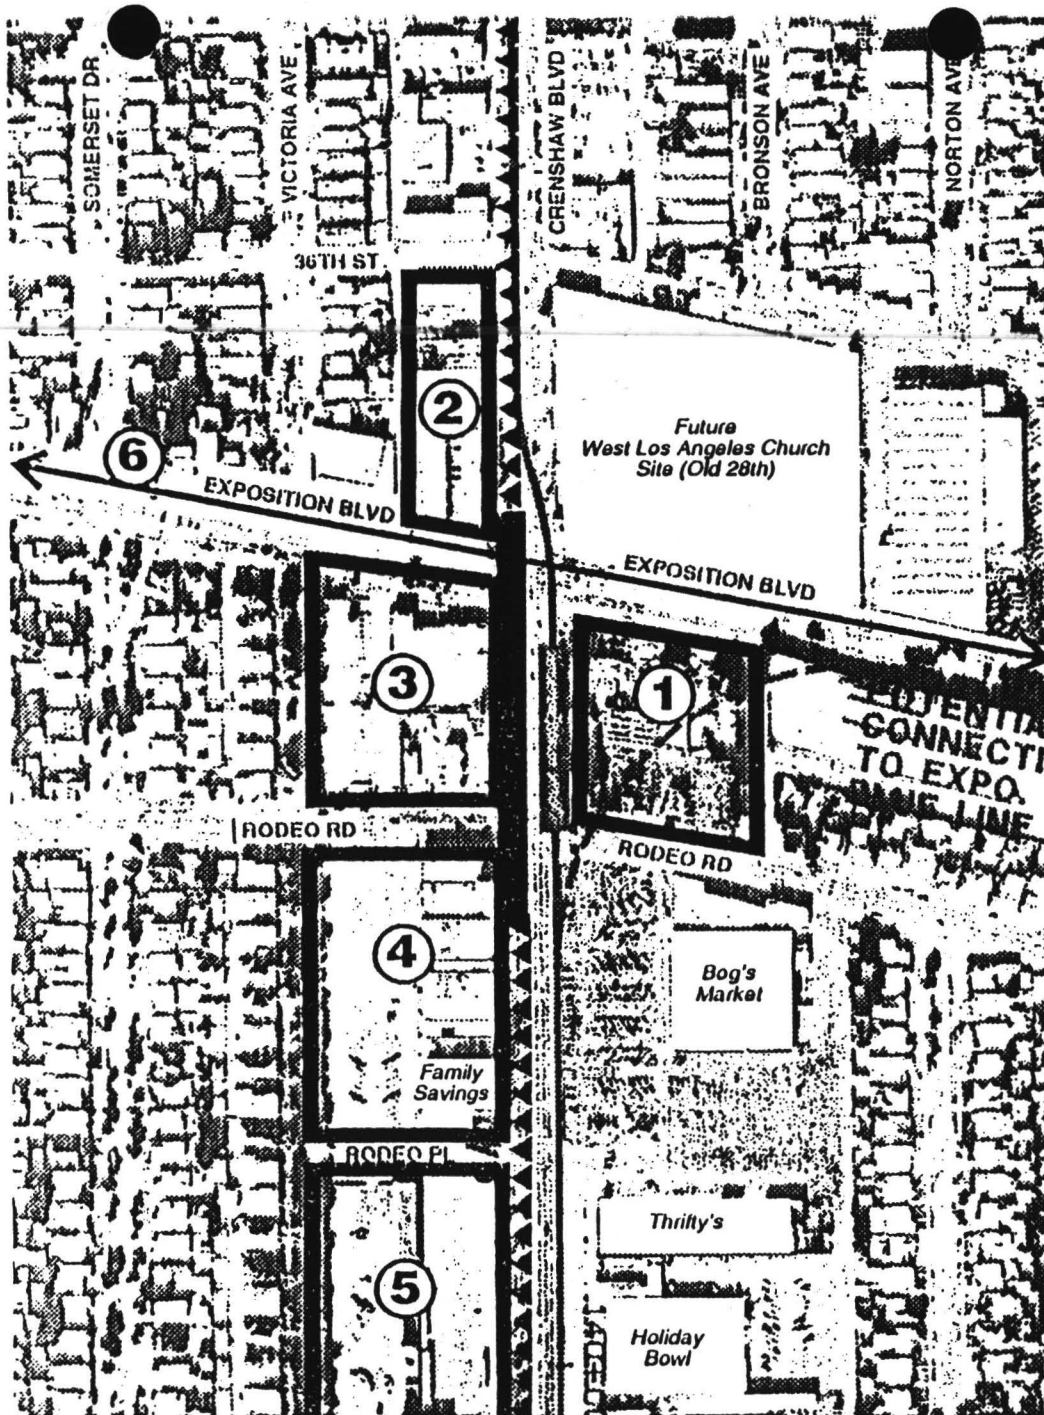 SOMERSET DR
VICTORIA AVE
CRENSHAW BLVD
BRONSON AVE
NORTON AVE
36TH ST
2
Future
West Los Angeles Church
Site (Old 28th)
6
EXPOSITION BLVD
EXPOSITION BLVD
3
1
CONNECTI
TO EXPO.
LINE
RODEO RD
RODEO RD
4
Bog's
Market
Family
Savings
RODEO PL
Thrifty's
5
Holiday
Bowl